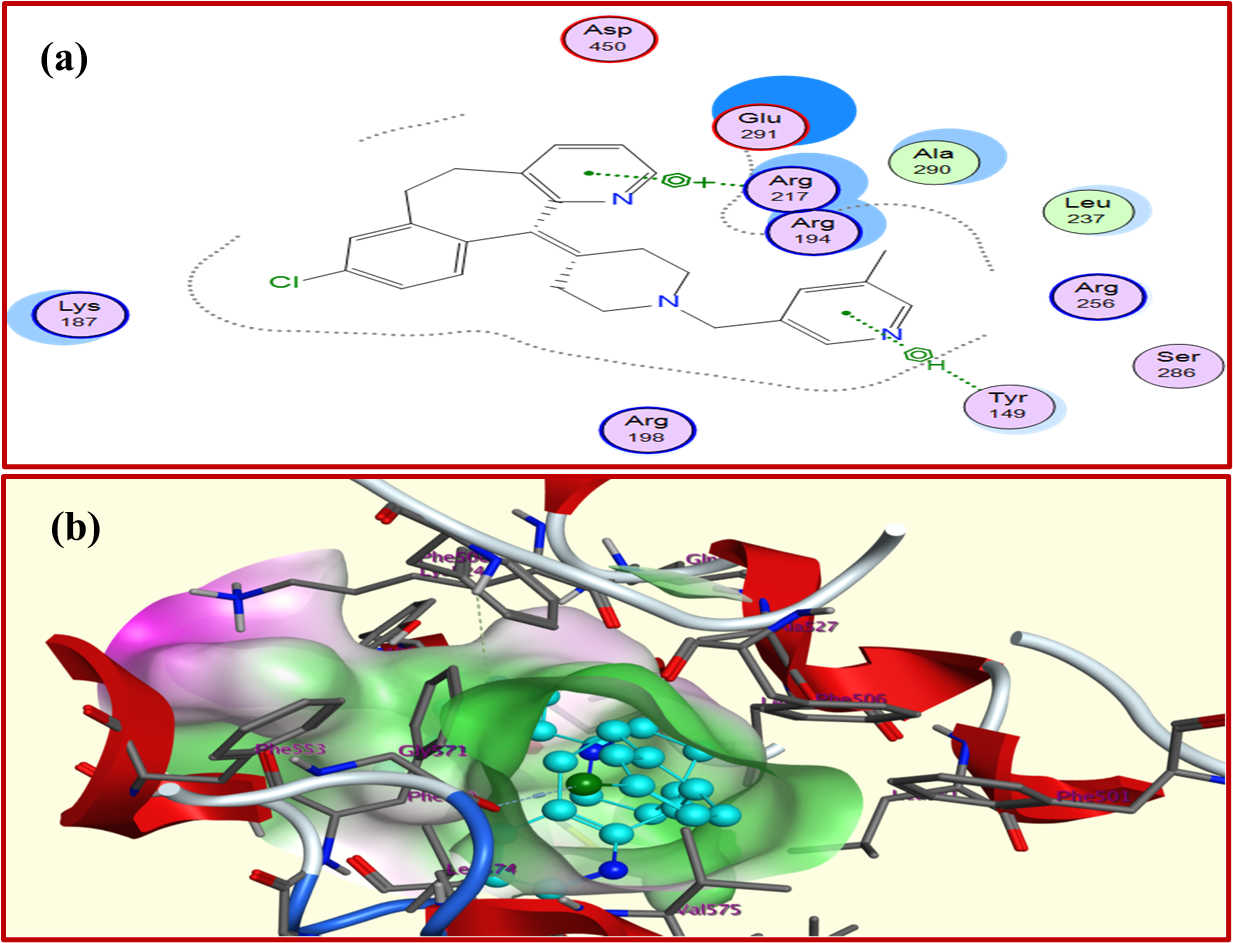 (a)
Asp
450
Glu
291
Ala
290
Arg
217
Leu
237
Arg
194
N
Cl
Arg
256
Lys
187
N
N
Ser
286
H
Tyr
149
Arg
198
(b)
Phe506
Phe553
Gly571
Phe501
Val575